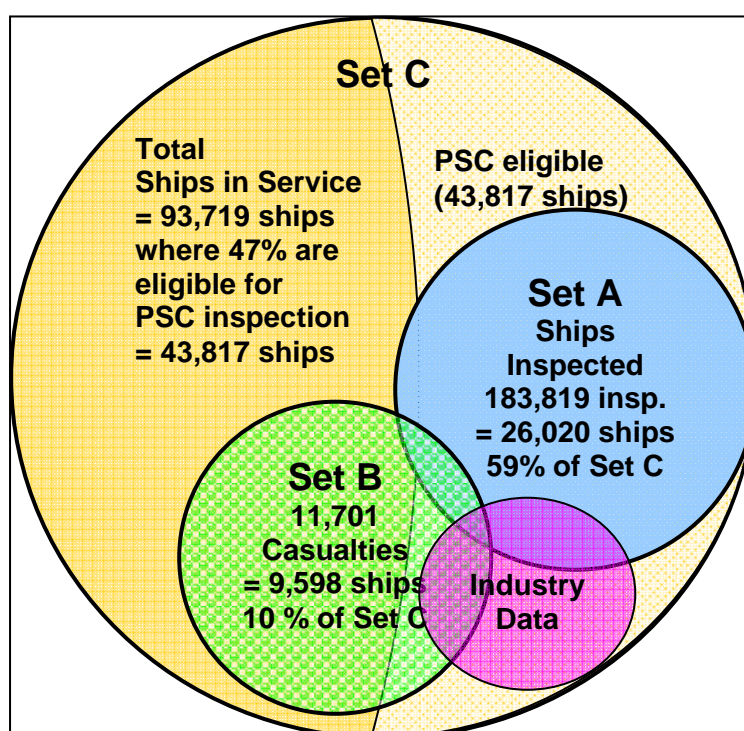 Set C
Total
Ships in Service
= 93,719 ships
where 47% are
eligible for
PSC inspection
= 43,817 ships
PSC eligible
(43,817 ships)
Set A
Ships
Inspected
183,819 insp.
= 26,020 ships
59% of Set C
Set B
11,701
Casualties
= 9,598 ships
10 % of Set C
Industry
Data